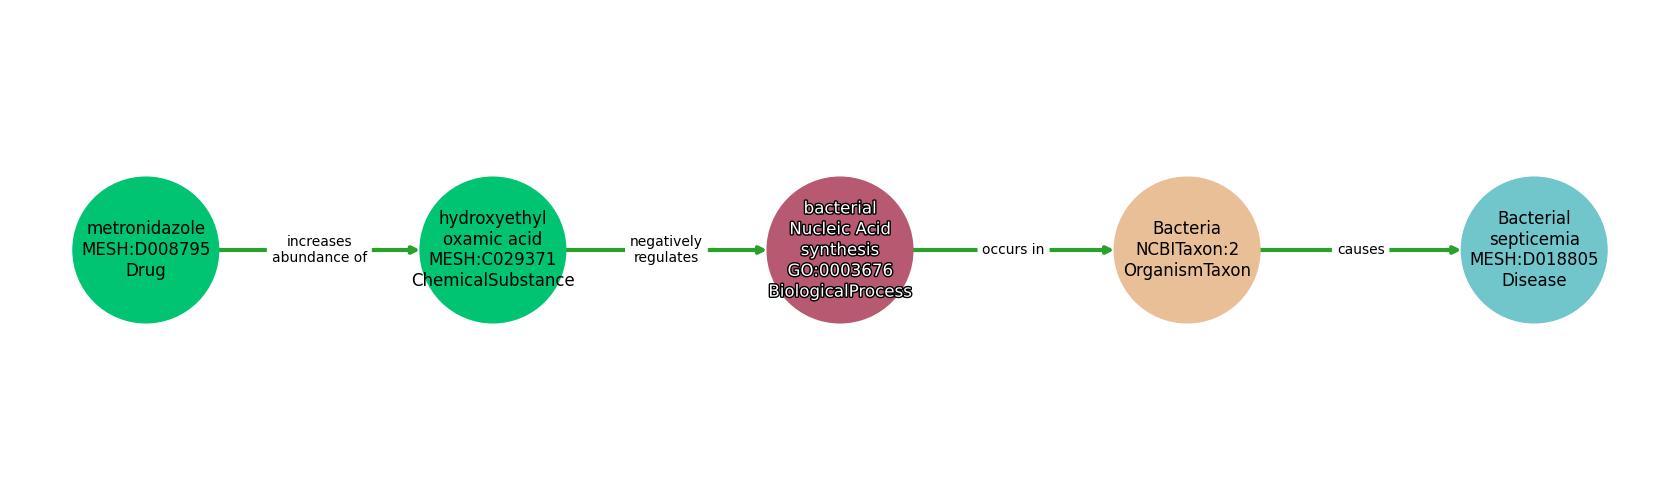 metronidazole
MESH:D008795
Drug
increases
abundance of
hydroxyethyl
oxamic acid
MESH:C029371
ChemicalSubstance
negatively
regulates
bacterial
Nucleic Acid
synthesis
GO:0003676
BiologicalProcess
occurs in
Bacteria
NCBITaxon:2
OrganismTaxon
causes
Bacterial
septicemia
MESH:D018805
Disease